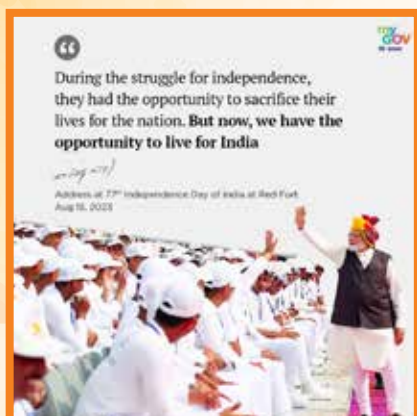 my
GOV
During the struggle for independence,
they had the opportunity to sacrifice their
lives for the nation. But now, we have the
opportunity to live for India
Address at 77th Independence Day of India at Red Fort
Aug 15, 2023